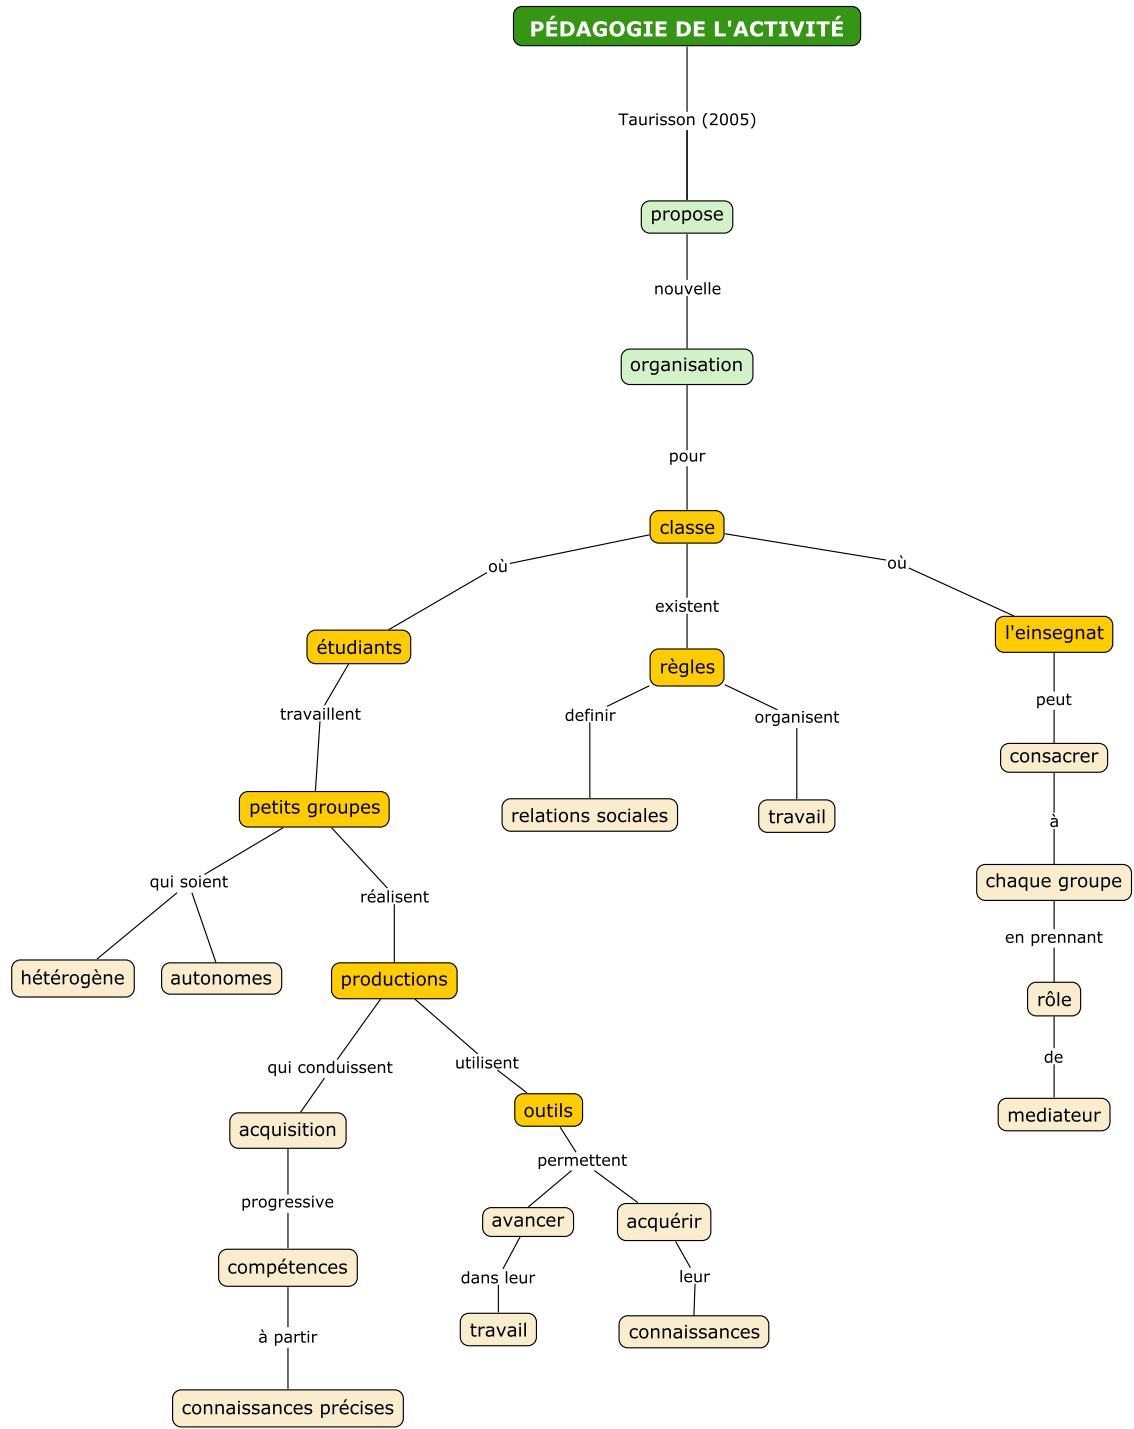 PÉDAGOGIE DE L'ACTIVITÉ
Taurisson (2005)
propose
nouvelle
organisation
pour
classe
où
existent
où
étudiants
règles
l'einsegnat
travaillent
definir
organisent
peut
petits groupes
relations sociales
travail
consacrer
à
qui soient
réalisent
chaque groupe
en prennant
hétérogène
autonomes
productions
rôle
qui conduissent
utilisent
de
acquisition
outils
mediateur
permettent
progressive
avancer
acquérir
compétences
dans leur
leur
à partir
travail
connaissances
connaissances précises